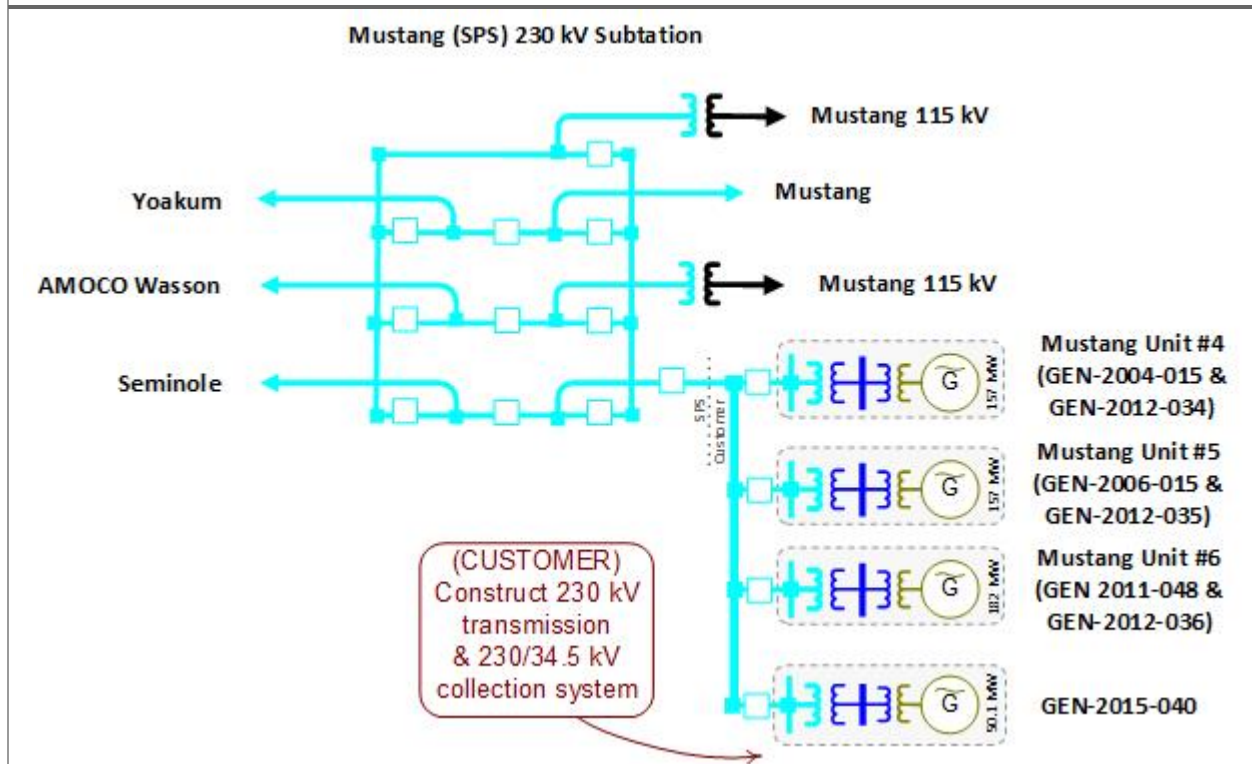 Mustang (SPS) 230 kV Subtation
Mustang 115 kV
Yoakum
Mustang
AMOCO Wasson
Mustang 115 kV
Seminole
SPS
Customer
G
157 MW
Mustang Unit #4
(GEN-2004-015 &
GEN-2012-034)
G
157 MW
Mustang Unit #5
(GEN-2006-015 &
GEN-2012-035)
G
182 MW
Mustang Unit #6
(GEN 2011-048 &
GEN-2012-036)
(CUSTOMER)
Construct 230 kV
transmission
& 230/34.5 kV
collection system
G
50.1 MW
GEN-2015-040